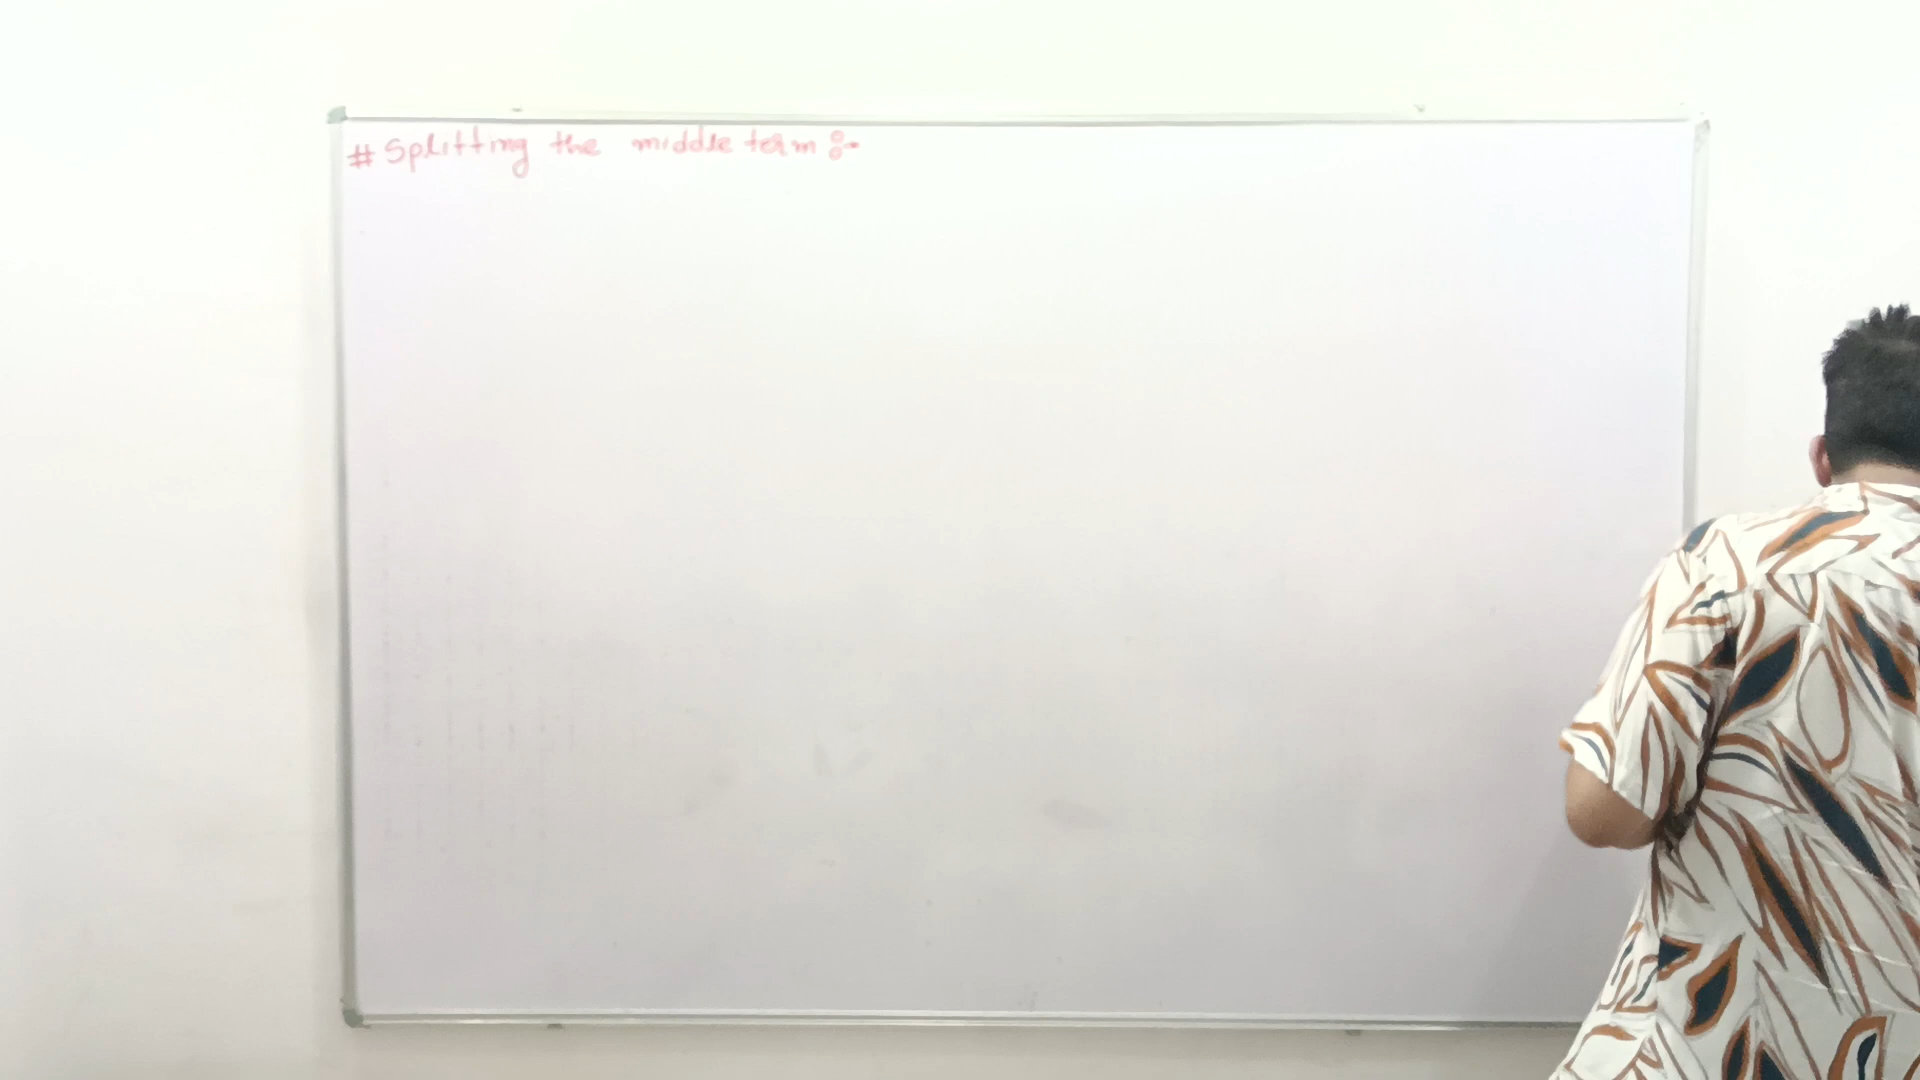 # Splitting the middle term :-